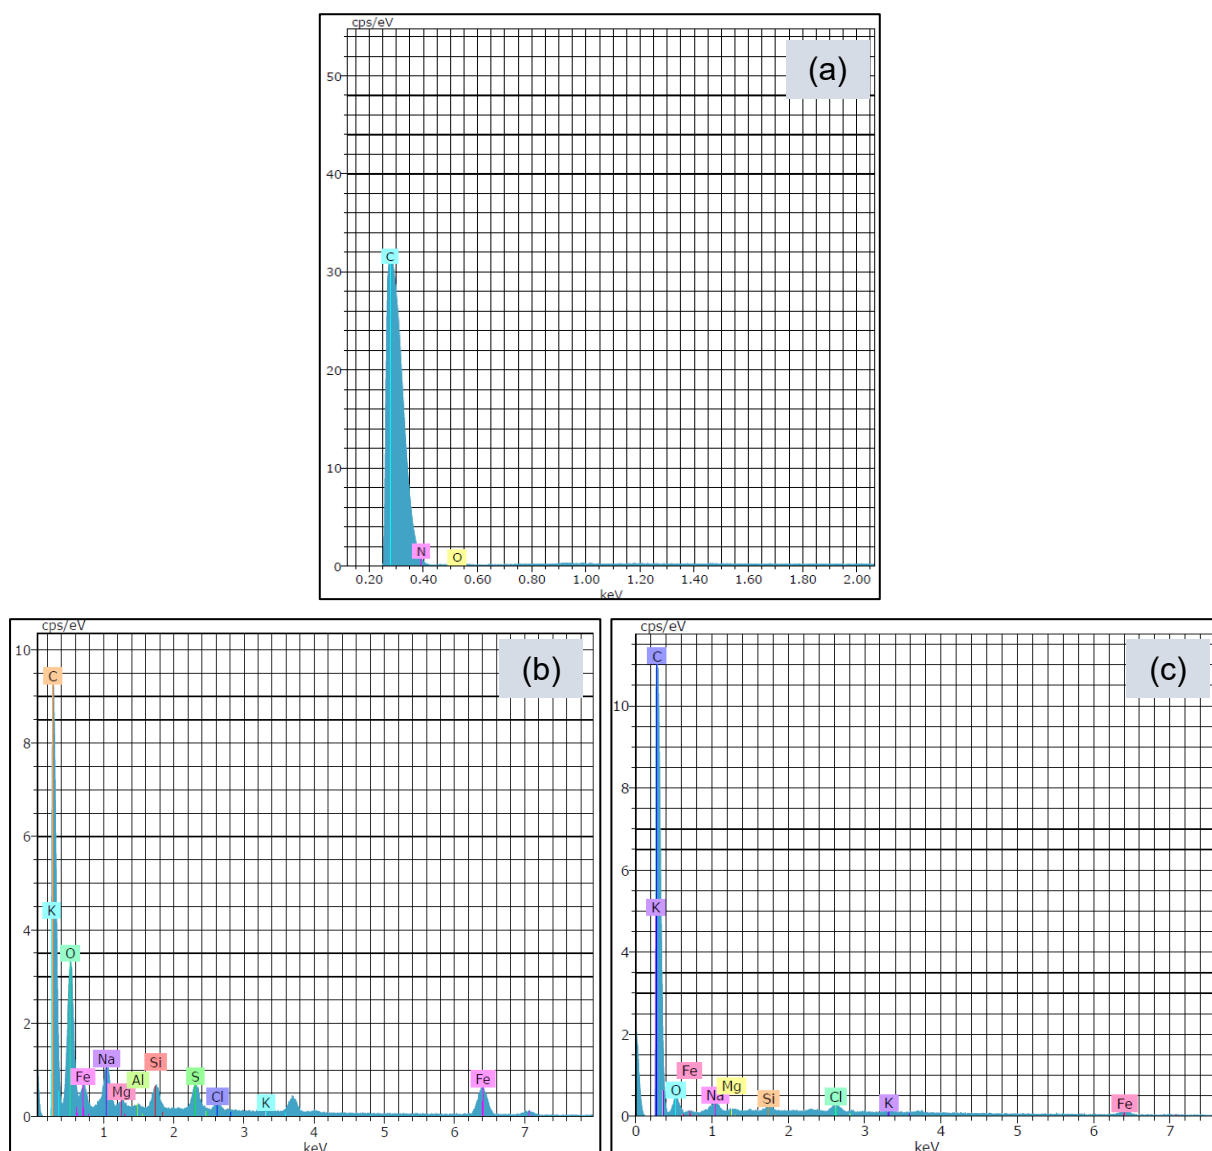 cps/eV
(a)
50
40
C
30
20
10
N
O
0
0.20 0.40 0.60 0.80 1.00 1.20 1.40 1.60 1.80 2.00
keV
cps/eV
(b)
10
C
8
6
K
4
O
2
Na
Si
Fe
Al
S
Fe
Mg
Cl
K
0
1 2 3 4 5 6 7
keV
cps/eV
(c)
C
10
8
6
K
4
2
Fe
O
Mg
Na
Si
Cl
K
Fe
0
0 1 2 3 4 5 6 7
keV